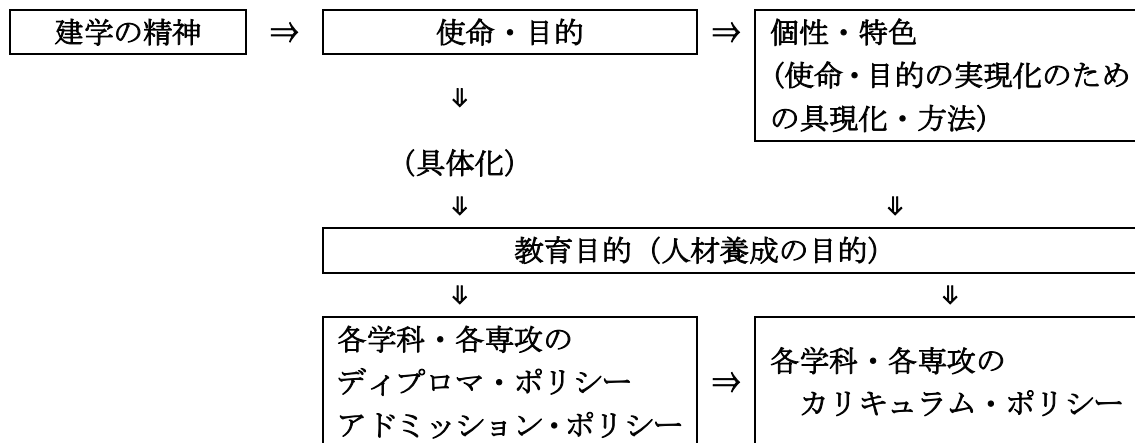 建学の精神 ⇒ 使命・目的 ⇒ 個性・特色
(使命・目的の実現化のため
の具現化・方法)
⇓
(具体化)
⇓ ⇓
教育目的（人材養成の目的）
⇓ ⇓
各学科・各専攻の
ディプロマ・ポリシー
アドミッション・ポリシー
⇒
各学科・各専攻の
カリキュラム・ポリシー